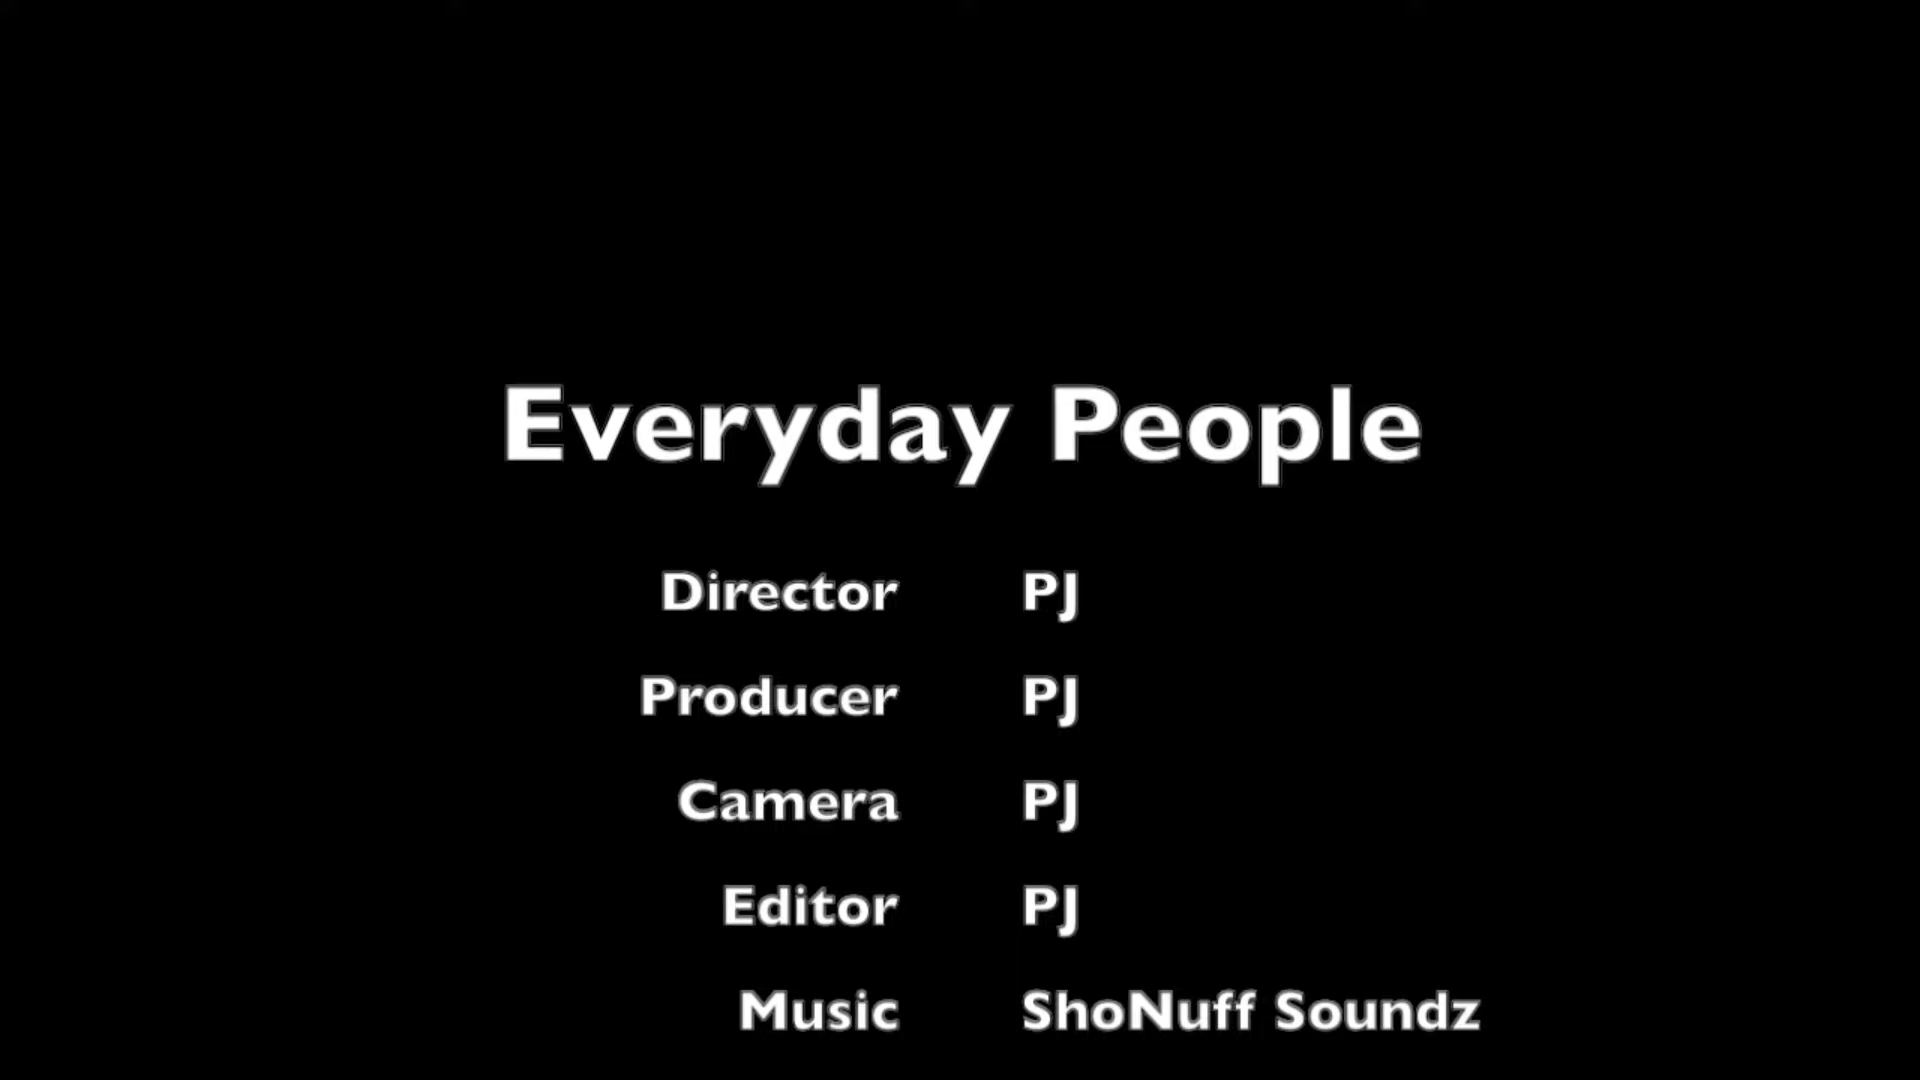 Everyday People
Director PJ
Producer PJ
Camera PJ
Editor PJ
Music ShoNuff Soundz